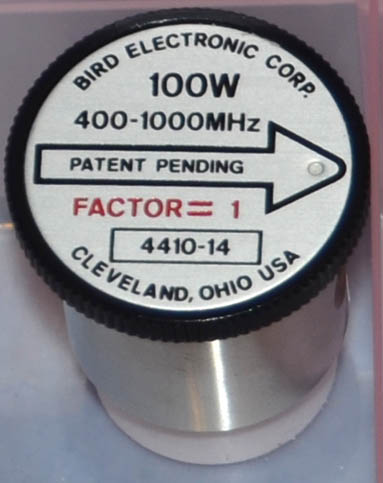 BIRD ELECTRONIC CORP.
100W
400-1000MHz
PATENT PENDING
FACTOR = 1
4410-14
CLEVELAND, OHIO USA